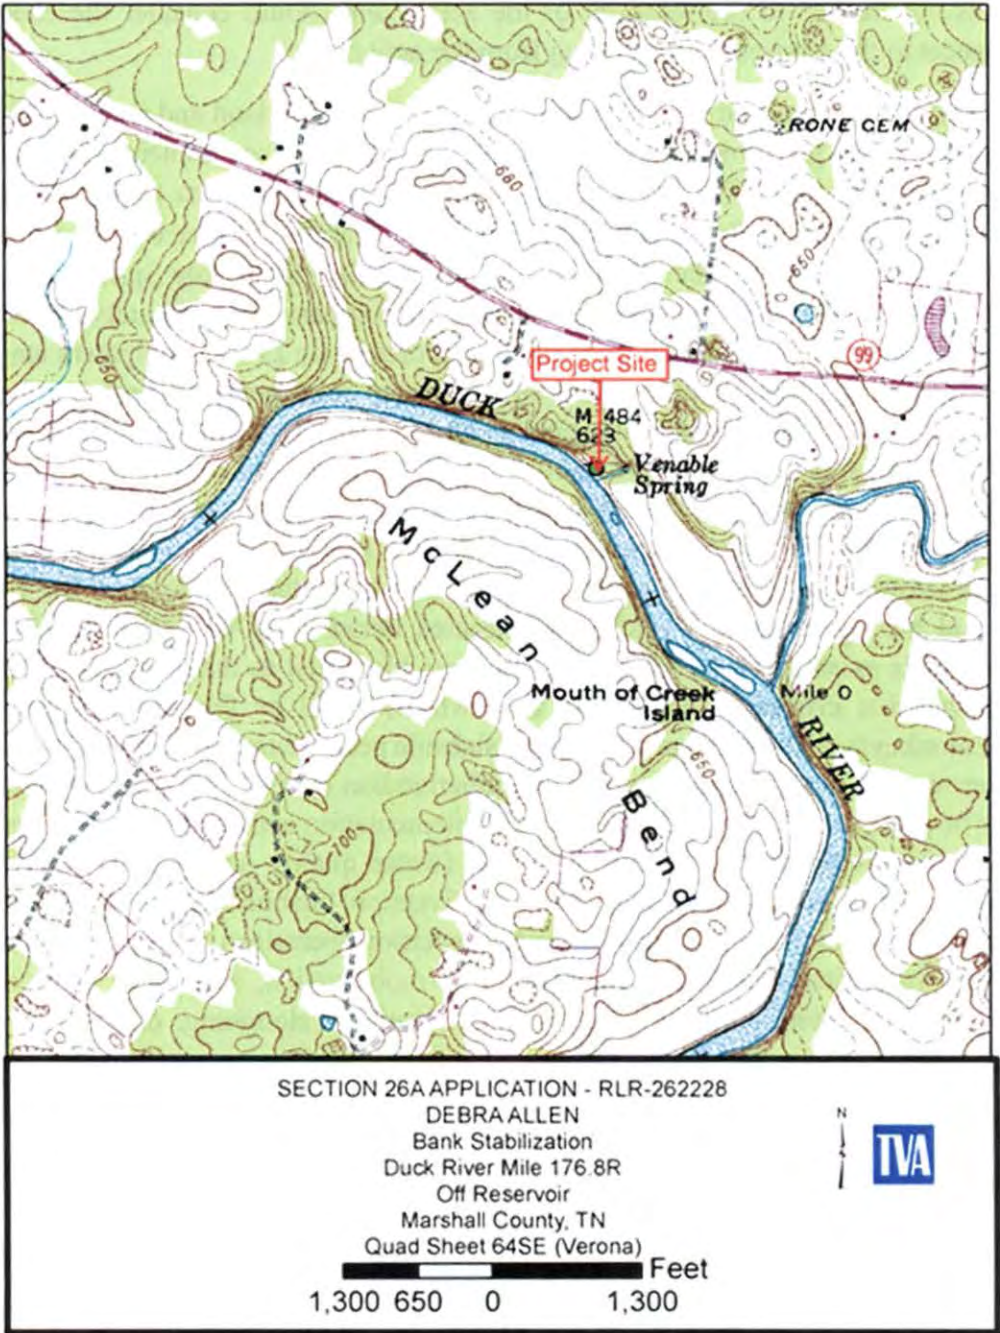 RONE CEM
680
650
99
Project Site
650
DUCK
M 484
623
Venable
Spring
McLean
Mouth of Creek
Island
Mile 0
RIVER
650
Bend
700
SECTION 26A APPLICATION - RLR-262228
DEBRA ALLEN
Bank Stabilization
Duck River Mile 176.8R
Off Reservoir
Marshall County, TN
Quad Sheet 64SE (Verona)
N
TVA
Feet
1,300 650 0 1,300